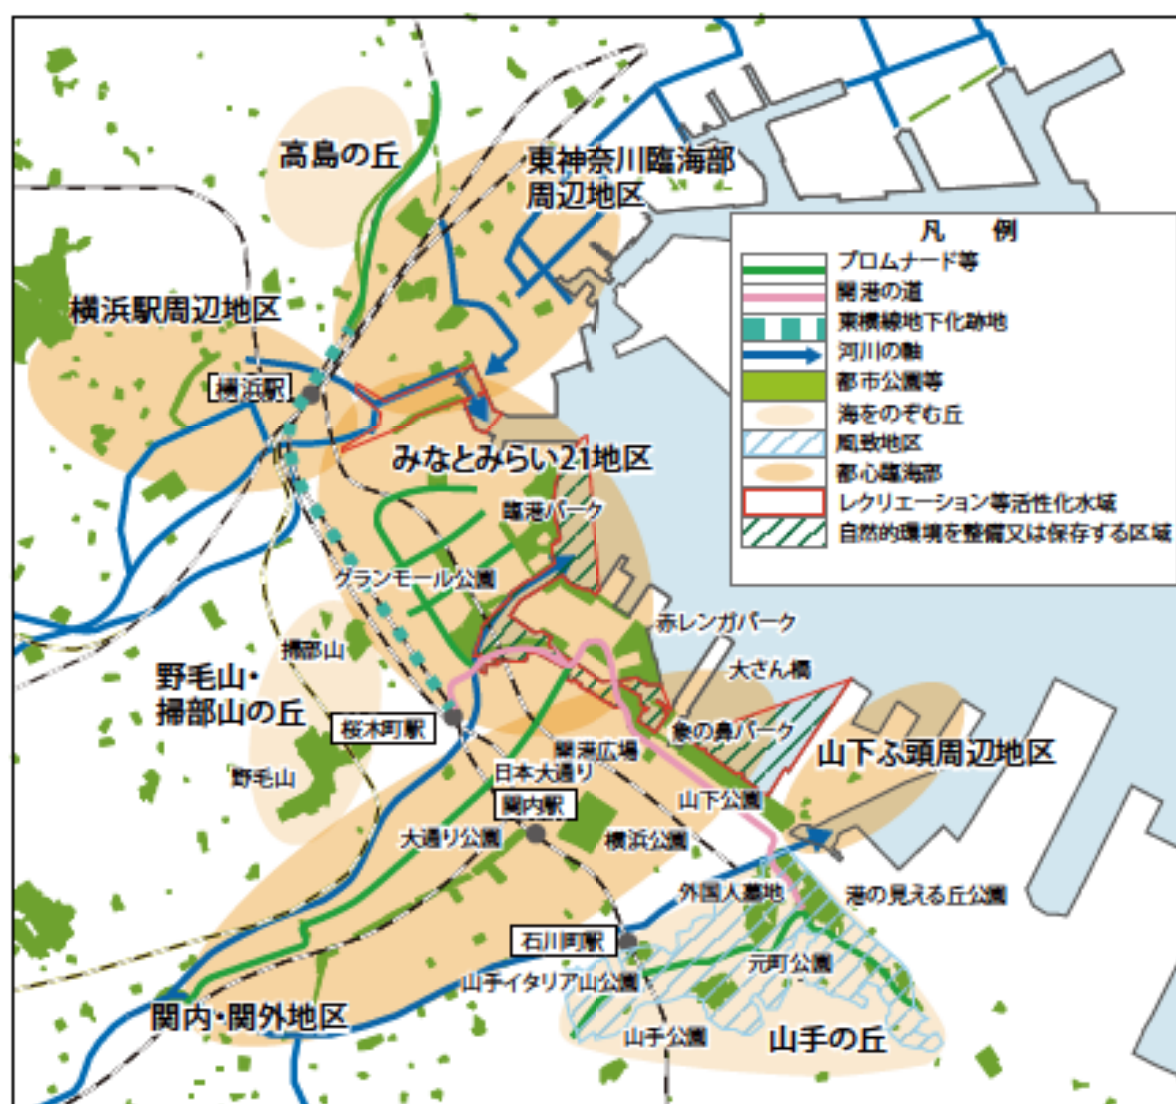 高島の丘
東神奈川臨海部
周辺地区
凡 例
プロムナード等
開港の道
東横線地下化跡地
河川の軸
都市公園等
海をのぞむ丘
風致地区
都心臨海部
レクリエーション等活性化水域
自然的環境を整備又は保存する区域
横浜駅周辺地区
横浜駅
みなとみらい21地区
臨港パーク
グランモール公園
赤レンガパーク
掃部山
大さん橋
野毛山・
掃部山の丘
桜木町駅
象の鼻パーク
開港広場
山下ふ頭周辺地区
日本大通り
野毛山
関内駅
山下公園
大通り公園
横浜公園
外国人墓地
港の見える丘公園
石川町駅
元町公園
山手イタリア山公園
関内・関外地区
山手公園
山手の丘